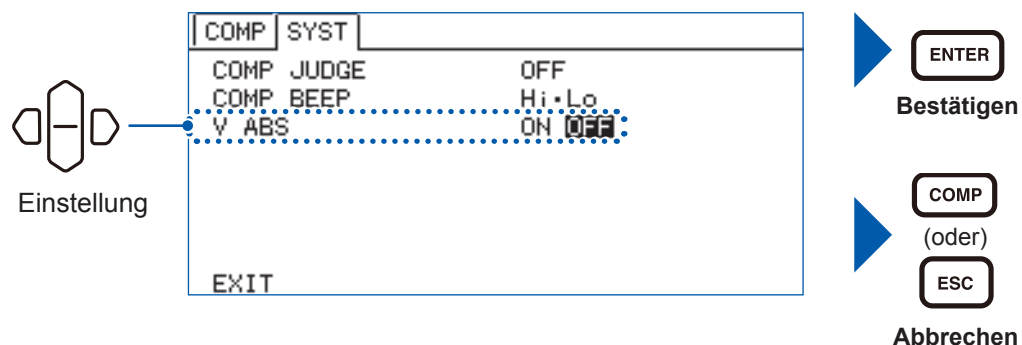 COMP SYST
COMP JUDGE OFF
COMP BEEP Hi•Lo
V ABS ON OFF
EXIT
Einstellung
ENTER
Bestätigen
COMP
(oder)
ESC
Abbrechen